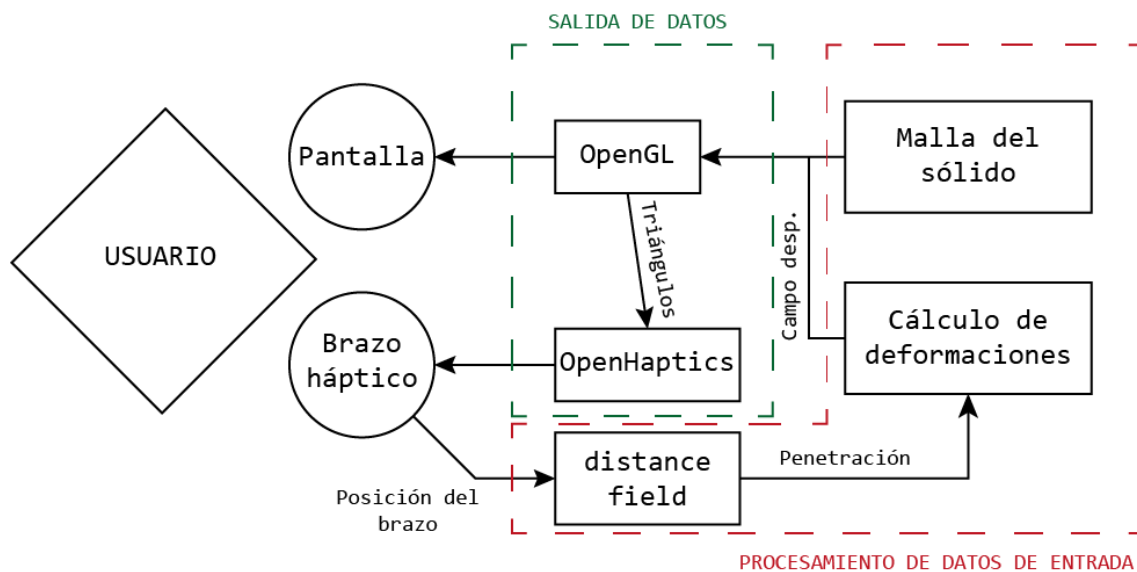 SALIDA DE DATOS
Pantalla
OpenGL
Malla del
sólido
Triángulos
Campo desp.
USUARIO
Brazo
háptico
OpenHaptics
Cálculo de
deformaciones
distance
field
Penetración
Posición del
brazo
PROCESAMIENTO DE DATOS DE ENTRADA